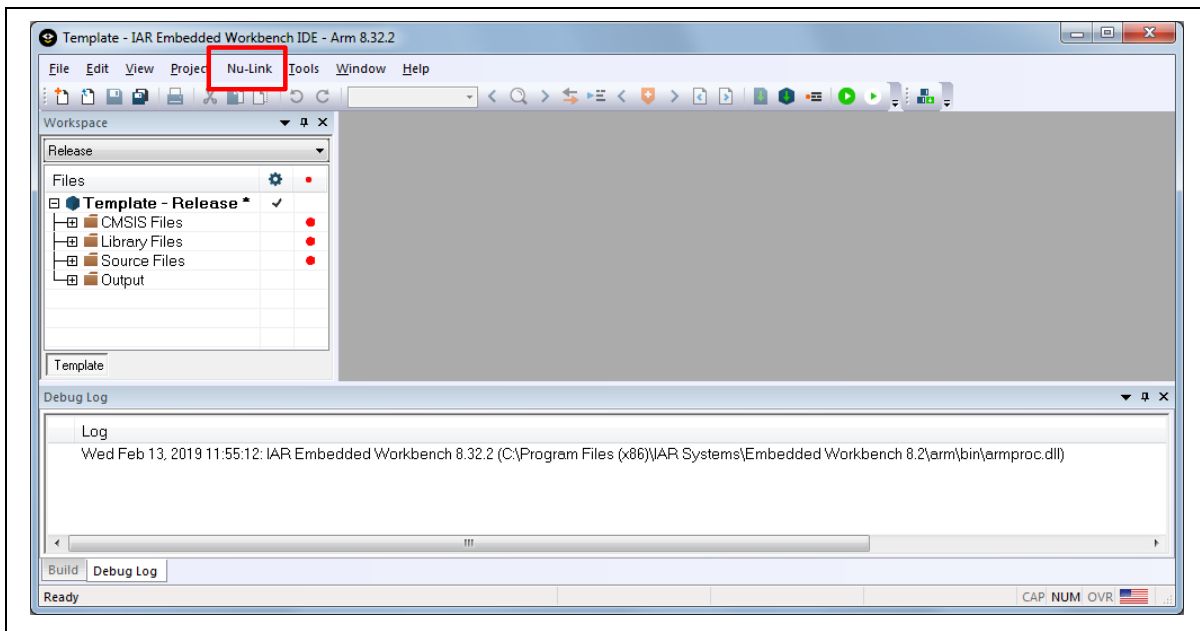 Template - IAR Embedded Workbench IDE - Arm 8.32.2
File Edit View Projec Nu-Link Tools Window Help
Workspace
Release
Files
Template - Release *
CMSIS Files
Library Files
Source Files
Output
Template
Debug Log
Log
Wed Feb 13, 2019 11:55:12: IAR Embedded Workbench 8.32.2 (C:\Program Files (x86)\IAR Systems\Embedded Workbench 8.2\arm\bin\armproc.dll)
Build Debug Log
Ready CAP NUM OVR